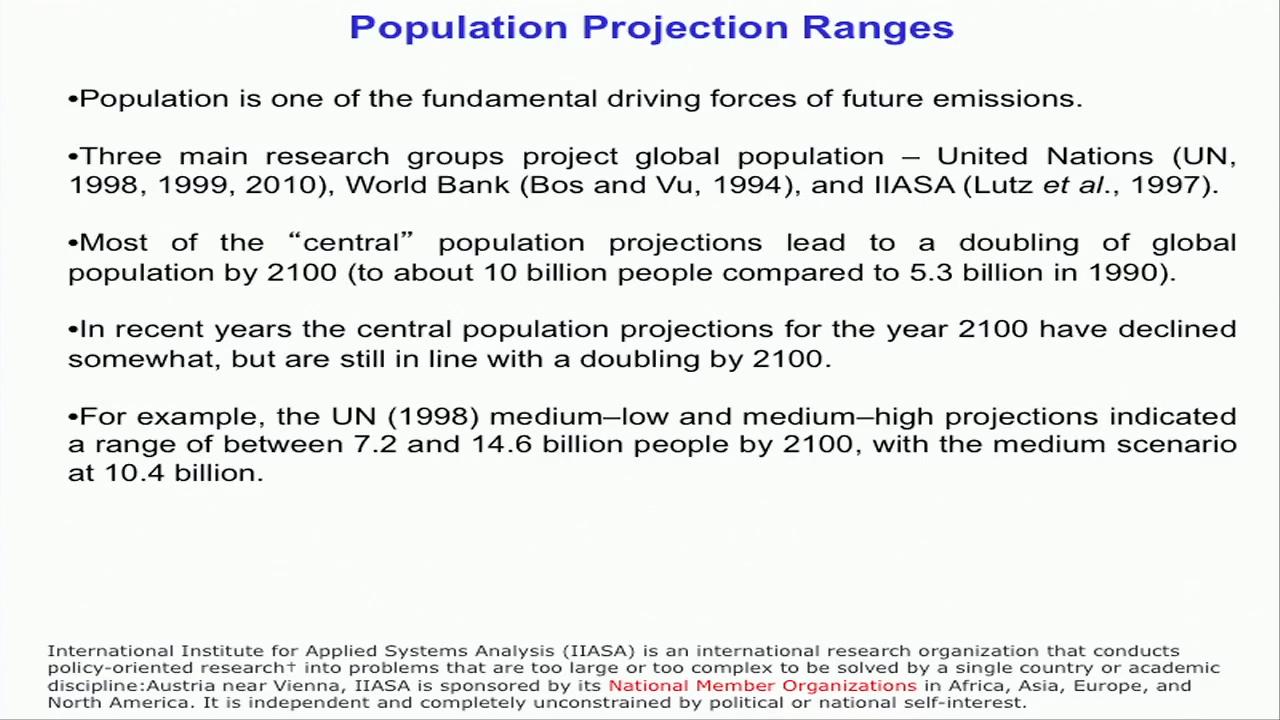 Population Projection Ranges
•Population is one of the fundamental driving forces of future emissions.
•Three main research groups project global population – United Nations (UN,
1998, 1999, 2010), World Bank (Bos and Vu, 1994), and IIASA (Lutz et al., 1997).
•Most of the “central” population projections lead to a doubling of global
population by 2100 (to about 10 billion people compared to 5.3 billion in 1990).
•In recent years the central population projections for the year 2100 have declined
somewhat, but are still in line with a doubling by 2100.
•For example, the UN (1998) medium–low and medium–high projections indicated
a range of between 7.2 and 14.6 billion people by 2100, with the medium scenario
at 10.4 billion.
International Institute for Applied Systems Analysis (IIASA) is an international research organization that conducts
policy-oriented research† into problems that are too large or too complex to be solved by a single country or academic
discipline:Austria near Vienna, IIASA is sponsored by its National Member Organizations in Africa, Asia, Europe, and
North America. It is independent and completely unconstrained by political or national self-interest.